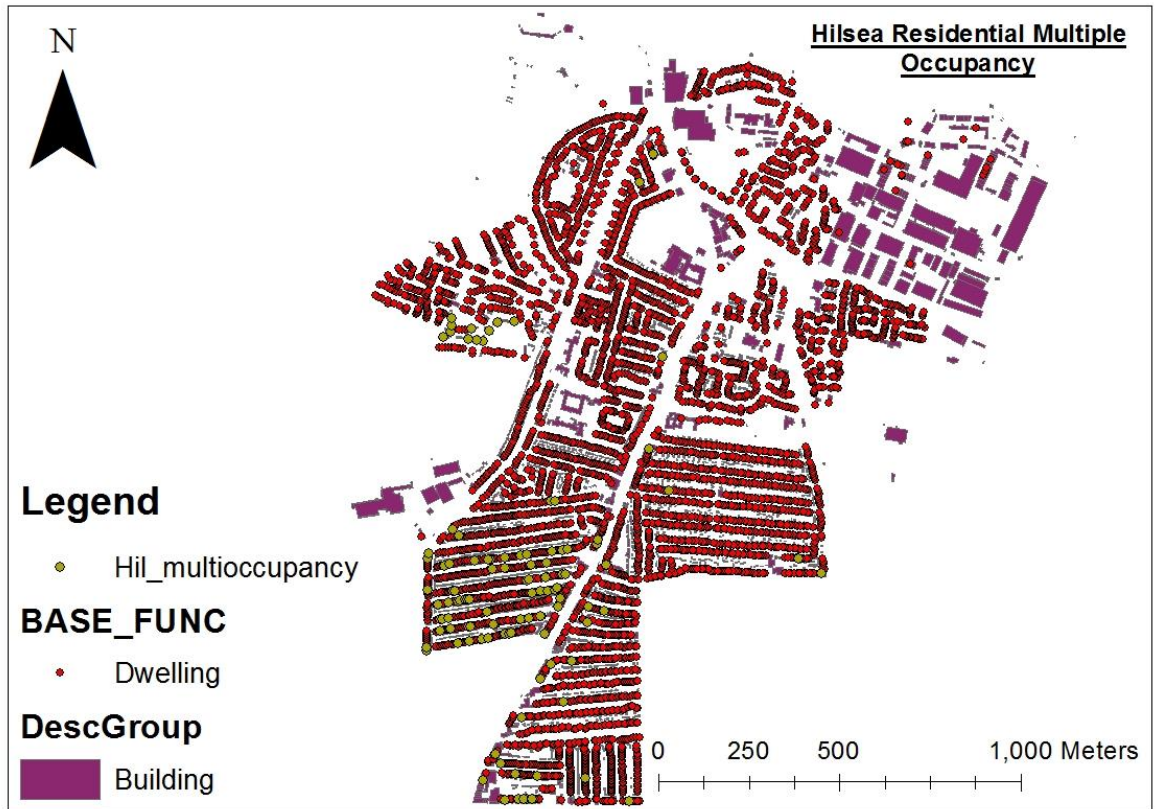 N
Hilsea Residential Multiple
Occupancy
Legend
Hil_multioccupancy
BASE_FUNC
Dwelling
DescGroup
Building
0 250 500 1,000 Meters